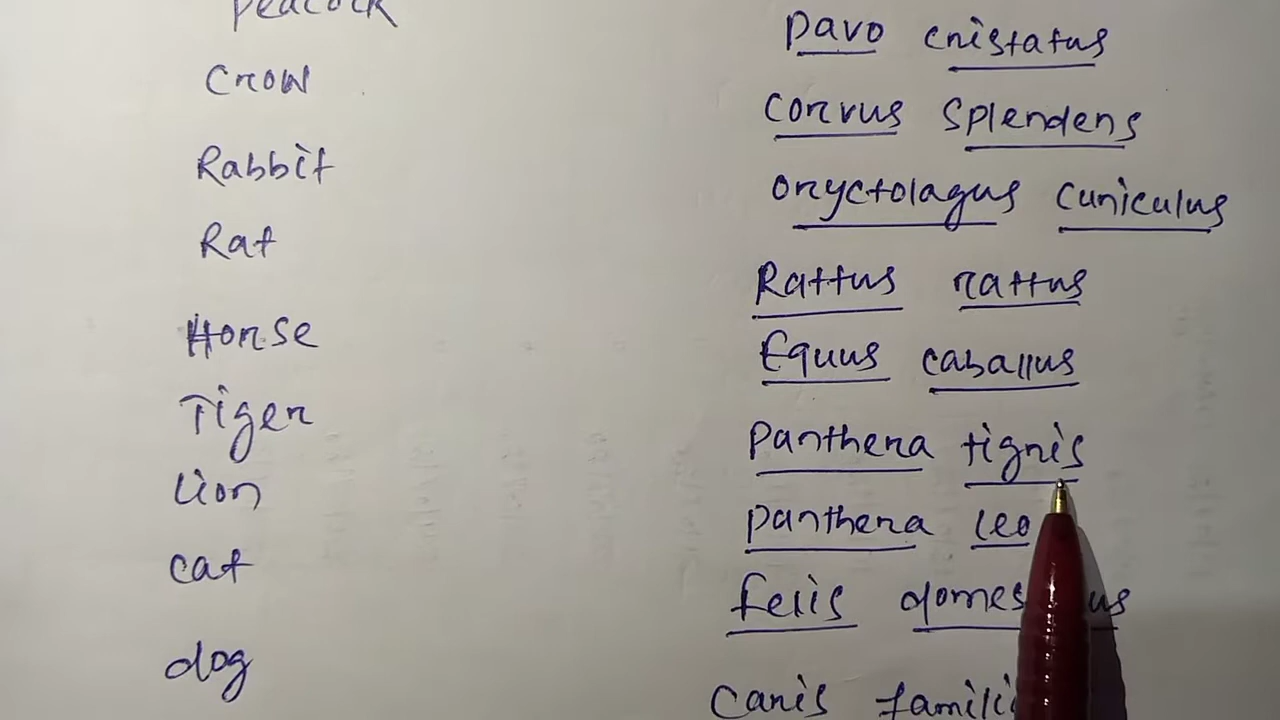 Peacock Pavo cristatus
Crow Corvus Splendens
Rabbit Oryctolagus Cuniculus
Rat Rattus rattus
Horse Equus caballus
Tiger Panthera tigris
Lion Panthera Leo
cat Felis
dog Canis